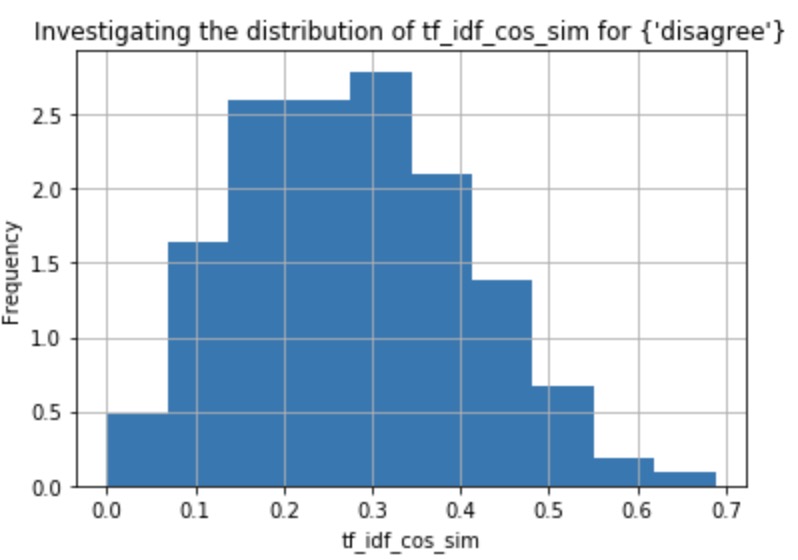 Investigating the distribution of tf_idf_cos_sim for {'disagree'}
Frequency
2.5
2.0
1.5
1.0
0.5
0.0
0.0 0.1 0.2 0.3 0.4 0.5 0.6 0.7
tf_idf_cos_sim